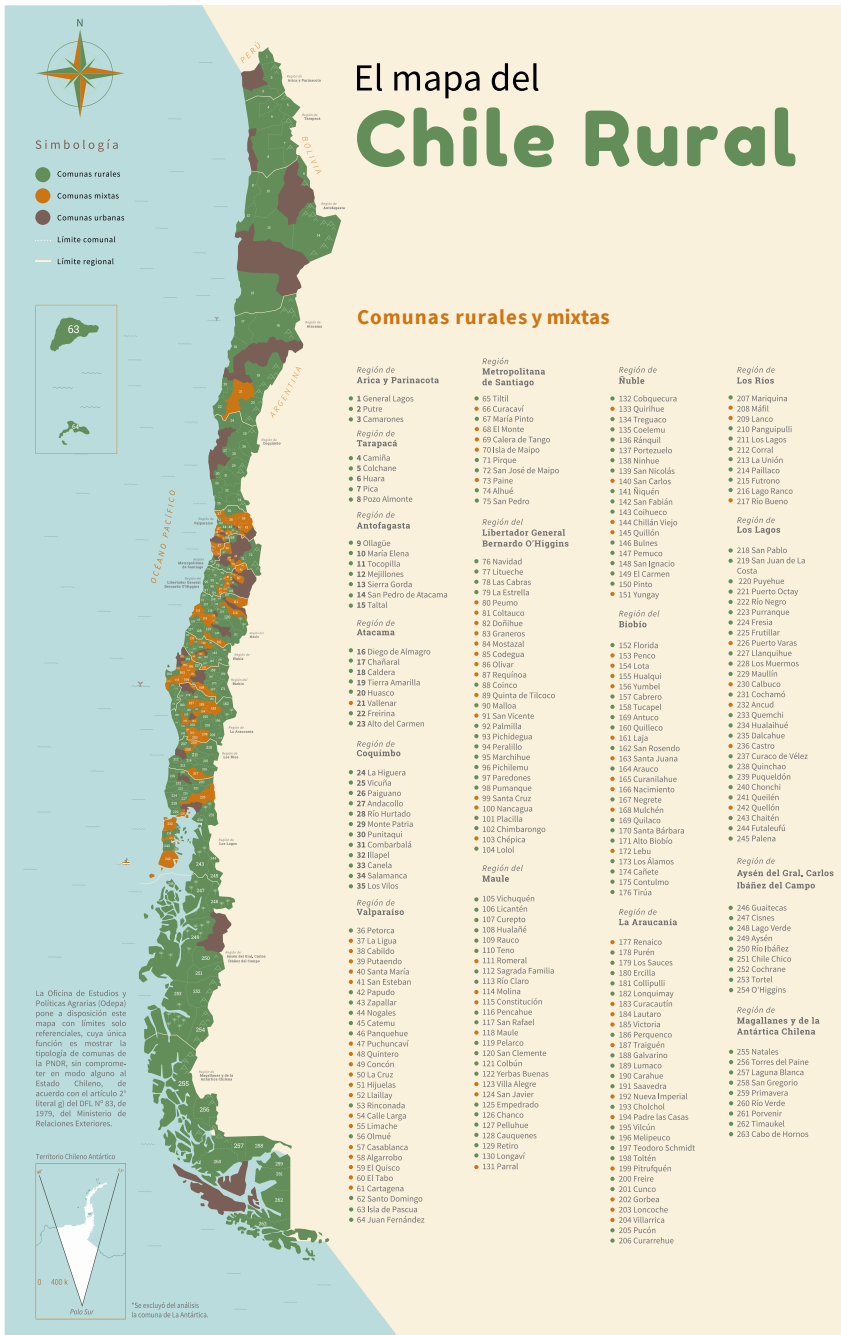 El mapa del
Chile Rural
N
Simbología
Comunas rurales
Comunas mixtas
Comunas urbanas
Límite comunal
Límite regional
63
64
PERÚ
BOLIVIA
ARGENTINA
OCÉANO PACÍFICO
Comunas rurales y mixtas
Región de
Arica y Parinacota
1 General Lagos
2 Putre
3 Camarones
Región de
Tarapacá
4 Camiña
5 Colchane
6 Huara
7 Pica
8 Pozo Almonte
Región de
Antofagasta
9 Ollagüe
10 María Elena
11 Tocopilla
12 Mejillones
13 Sierra Gorda
14 San Pedro de Atacama
15 Taltal
Región de
Atacama
16 Diego de Almagro
17 Chañaral
18 Caldera
19 Tierra Amarilla
20 Huasco
21 Vallenar
22 Freirina
23 Alto del Carmen
Región de
Coquimbo
24 La Higuera
25 Vicuña
26 Paiguano
27 Andacollo
28 Río Hurtado
29 Monte Patria
30 Punitaqui
31 Combarbalá
32 Illapel
33 Canela
34 Salamanca
35 Los Vilos
Región de
Valparaíso
36 Petorca
37 La Ligua
38 Cabildo
39 Putaendo
40 Santa María
41 San Esteban
42 Papudo
43 Zapallar
44 Nogales
45 Catemu
46 Panquehue
47 Puchuncaví
48 Quintero
49 Concón
50 La Cruz
51 Hijuelas
52 Llaillay
53 Rinconada
54 Calle Larga
55 Limache
56 Olmué
57 Casablanca
58 Algarrobo
59 El Quisco
60 El Tabo
61 Cartagena
62 Santo Domingo
63 Isla de Pascua
64 Juan Fernández
Región
Metropolitana
de Santiago
65 Tiltil
66 Curacaví
67 María Pinto
68 El Monte
69 Calera de Tango
70 Isla de Maipo
71 Pirque
72 San José de Maipo
73 Paine
74 Alhué
75 San Pedro
Región del
Libertador General
Bernardo O'Higgins
76 Navidad
77 Litueche
78 Las Cabras
79 La Estrella
80 Peumo
81 Coltauco
82 Doñihue
83 Graneros
84 Mostazal
85 Codegua
86 Olivar
87 Requínoa
88 Coinco
89 Quinta de Tilcoco
90 Malloa
91 San Vicente
92 Palmilla
93 Pichidegua
94 Peralillo
95 Marchihue
96 Pichilemu
97 Paredones
98 Pumanque
99 Santa Cruz
100 Nancagua
101 Placilla
102 Chimbarongo
103 Chépica
104 Lolol
Región del
Maule
105 Vichuquén
106 Licantén
107 Curepto
108 Hualañé
109 Rauco
110 Teno
111 Romeral
112 Sagrada Familia
113 Río Claro
114 Molina
115 Constitución
116 Pencahue
117 San Rafael
118 Maule
119 Pelarco
120 San Clemente
121 Colbún
122 Yerbas Buenas
123 Villa Alegre
124 San Javier
125 Empedrado
126 Chanco
127 Pelluhue
128 Cauquenes
129 Retiro
130 Longaví
131 Parral
Región de
Ñuble
132 Cobquecura
133 Quirihue
134 Treguaco
135 Coelemu
136 Ránquil
137 Portezuelo
138 Ninhue
139 San Nicolás
140 San Carlos
141 Ñiquén
142 San Fabián
143 Coihueco
144 Chillán Viejo
145 Quillón
146 Bulnes
147 Pemuco
148 San Ignacio
149 El Carmen
150 Pinto
151 Yungay
Región del
Biobío
152 Florida
153 Penco
154 Lota
155 Hualqui
156 Yumbel
157 Cabrero
158 Tucapel
169 Antuco
160 Quilleco
161 Laja
162 San Rosendo
163 Santa Juana
164 Arauco
165 Curanilahue
166 Nacimiento
167 Negrete
168 Mulchén
169 Quilaco
170 Santa Bárbara
171 Alto Biobío
172 Lebu
173 Los Álamos
174 Cañete
175 Contulmo
176 Tirúa
Región de
La Araucanía
177 Renaico
178 Purén
179 Los Sauces
180 Ercilla
181 Collipulli
182 Lonquimay
183 Curacautín
184 Lautaro
185 Victoria
186 Perquenco
187 Traiguén
188 Galvarino
189 Lumaco
190 Carahue
191 Saavedra
192 Nueva Imperial
193 Cholchol
194 Padre las Casas
195 Vilcún
196 Melipeuco
197 Teodoro Schmidt
198 Toltén
199 Pitrufquén
200 Freire
201 Cunco
202 Gorbea
203 Loncoche
204 Villarrica
205 Pucón
206 Curarrehue
Región de
Los Ríos
207 Mariquina
208 Máfil
209 Lanco
210 Panguipulli
211 Los Lagos
212 Corral
213 La Unión
214 Paillaco
215 Futrono
216 Lago Ranco
217 Río Bueno
Región de
Los Lagos
218 San Pablo
219 San Juan de La
Costa
220 Puyehue
221 Puerto Octay
222 Río Negro
223 Purranque
224 Fresia
225 Frutillar
226 Puerto Varas
227 Llanquihue
228 Los Muermos
229 Maullín
230 Calbuco
231 Cochamó
232 Ancud
233 Quemchi
234 Hualaihué
235 Dalcahue
236 Castro
237 Curaco de Vélez
238 Quinchao
239 Puqueldón
240 Chonchi
241 Queilén
242 Quellón
243 Chaitén
244 Futaleufú
245 Palena
Región de
Aysén del Gral. Carlos
Ibáñez del Campo
246 Guaitecas
247 Cisnes
248 Lago Verde
249 Aysén
250 Río Ibáñez
251 Chile Chico
252 Cochrane
253 Tortel
254 O'Higgins
Región de
Magallanes y de la
Antártica Chilena
255 Natales
256 Torres del Paine
257 Laguna Blanca
258 San Gregorio
259 Primavera
260 Río Verde
261 Porvenir
262 Timaukel
263 Cabo de Hornos
La Oficina de Estudios y
Políticas Agrarias (Odepa)
pone a disposición este
mapa con límites solo
referenciales, cuya única
función es mostrar la
tipología de comunas de
la PNDR, sin comprome-
ter en modo alguno al
Estado Chileno, de
acuerdo con el artículo 2°
literal g) del DFL N° 83, de
1979, del Ministerio de
Relaciones Exteriores.
Territorio Chileno Antártico
0 400 k
Polo Sur
*Se excluyó del análisis
la comuna de La Antártica.